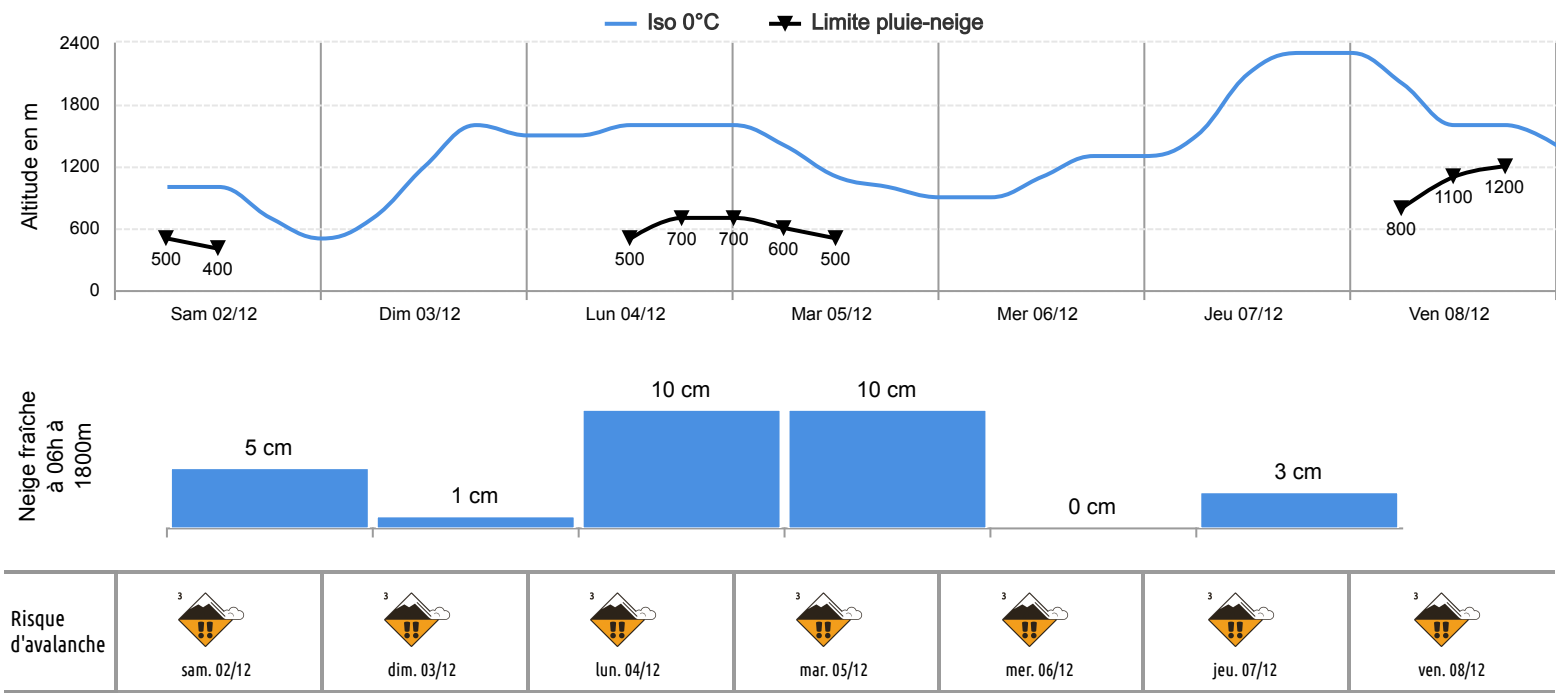 Iso 0°C
Limite pluie-neige
Altitude en m
2400
1800
1200
600
0
500
400
500
700
700
600
500
800
1100
1200
Sam 02/12
Dim 03/12
Lun 04/12
Mar 05/12
Mer 06/12
Jeu 07/12
Ven 08/12
Neige fraîche
à 06h à
1800m
5 cm
1 cm
10 cm
10 cm
0 cm
3 cm
Risque
d'avalanche
3
sam. 02/12
3
dim. 03/12
3
lun. 04/12
3
mar. 05/12
3
mer. 06/12
3
jeu. 07/12
3
ven. 08/12